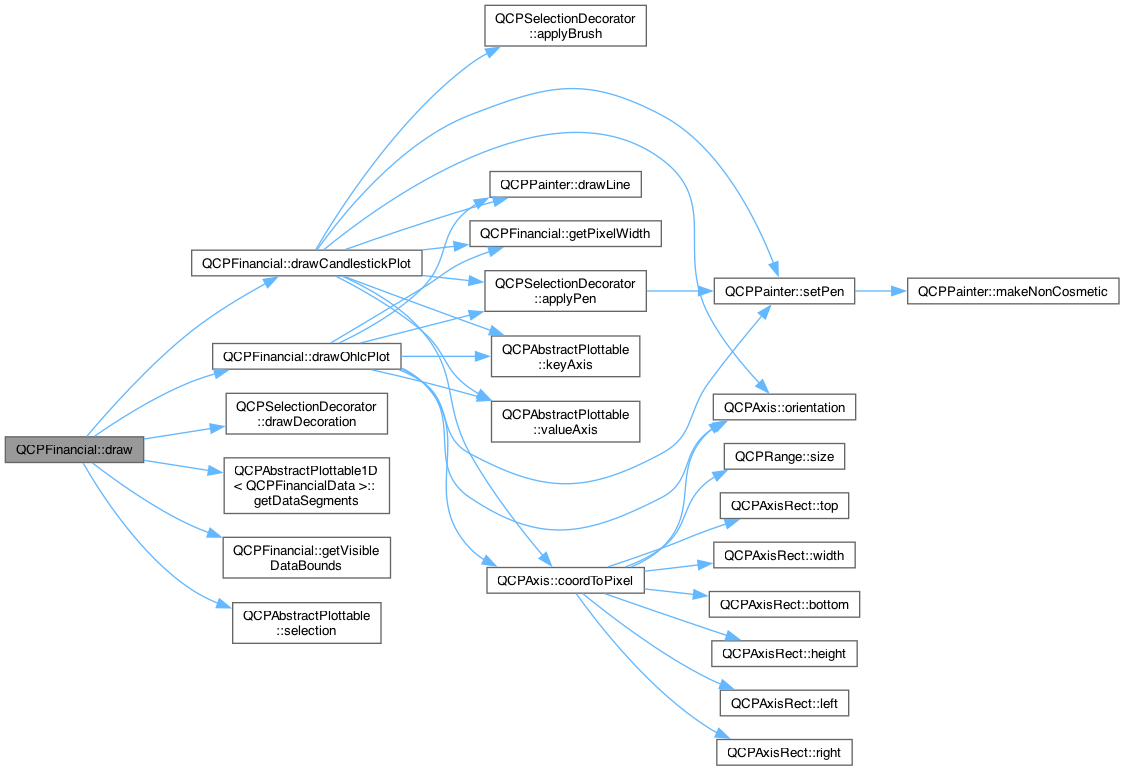 QCPSelectionDecorator
::applyBrush
QCPPainter::drawLine
QCPFinancial::getPixelWidth
QCPFinancial::drawCandlestickPlot
QCPSelectionDecorator
::applyPen
QCPPainter::setPen
QCPPainter::makeNonCosmetic
QCPFinancial::drawOhlcPlot
QCPAbstractPlottable
::keyAxis
QCPSelectionDecorator
::drawDecoration
QCPAbstractPlottable
::valueAxis
QCPAxis::orientation
QCPFinancial::draw
QCPRange::size
QCPAbstractPlottable1D
< QCPFinancialData >::
getDataSegments
QCPAxisRect::top
QCPFinancial::getVisible
DataBounds
QCPAxisRect::width
QCPAxis::coordToPixel
QCPAxisRect::bottom
QCPAbstractPlottable
::selection
QCPAxisRect::height
QCPAxisRect::left
QCPAxisRect::right